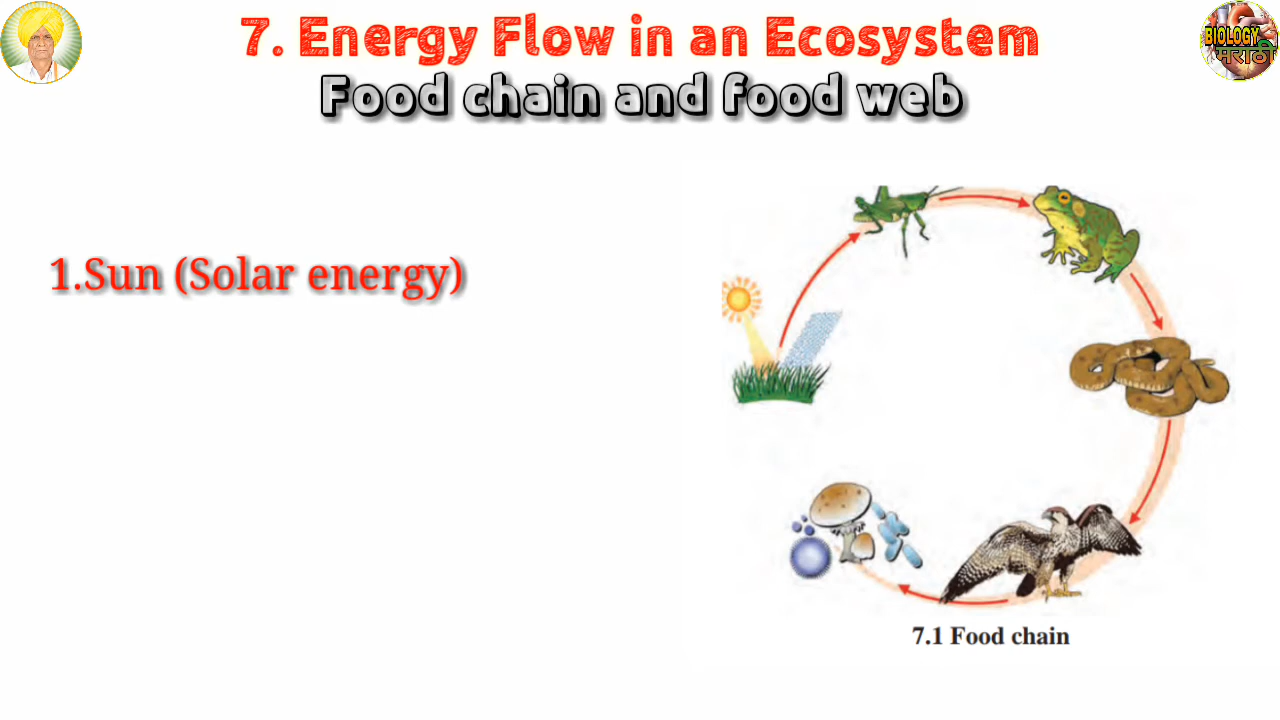 7. Energy Flow in an Ecosystem
Food chain and food web
BIOLOGY
मराठी
1.Sun (Solar energy)
7.1 Food chain